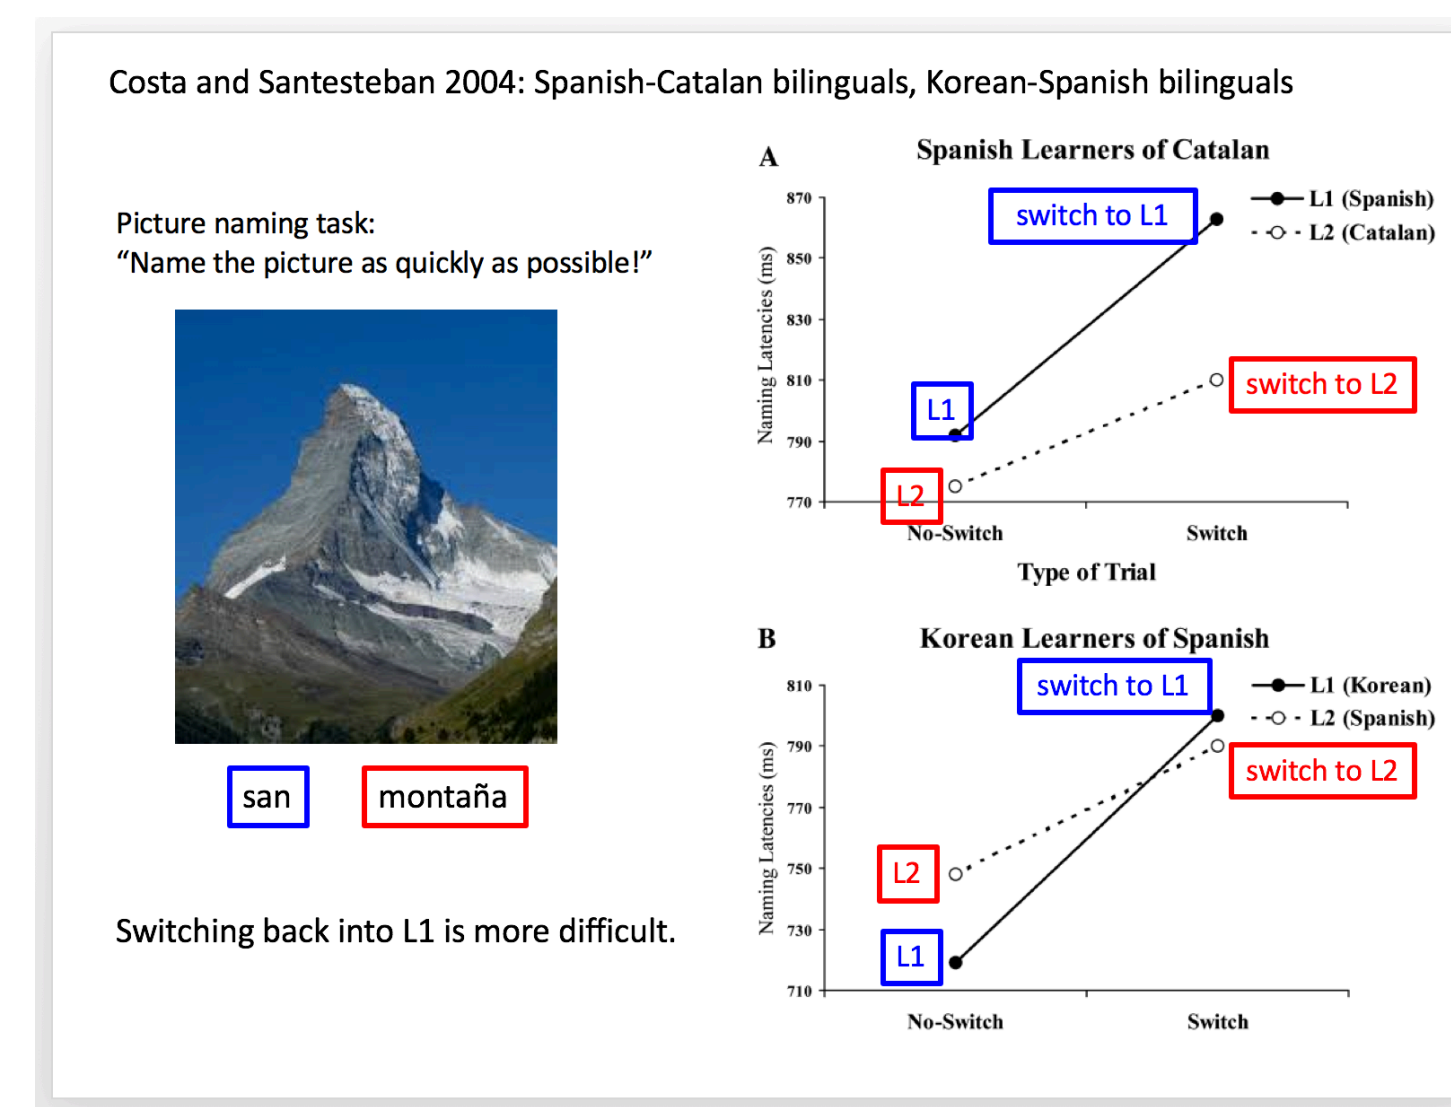 Costa and Santesteban 2004: Spanish-Catalan bilinguals, Korean-Spanish bilinguals
Picture naming task:
“Name the picture as quickly as possible!”
san
montaña
Switching back into L1 is more difficult.
A
Spanish Learners of Catalan
L1 (Spanish)
L2 (Catalan)
switch to L1
switch to L2
L1
L2
Naming Latencies (ms)
870
850
830
810
790
770
No-Switch
Switch
Type of Trial
B
Korean Learners of Spanish
L1 (Korean)
L2 (Spanish)
switch to L1
switch to L2
L2
L1
Naming Latencies (ms)
810
790
770
750
730
710
No-Switch
Switch